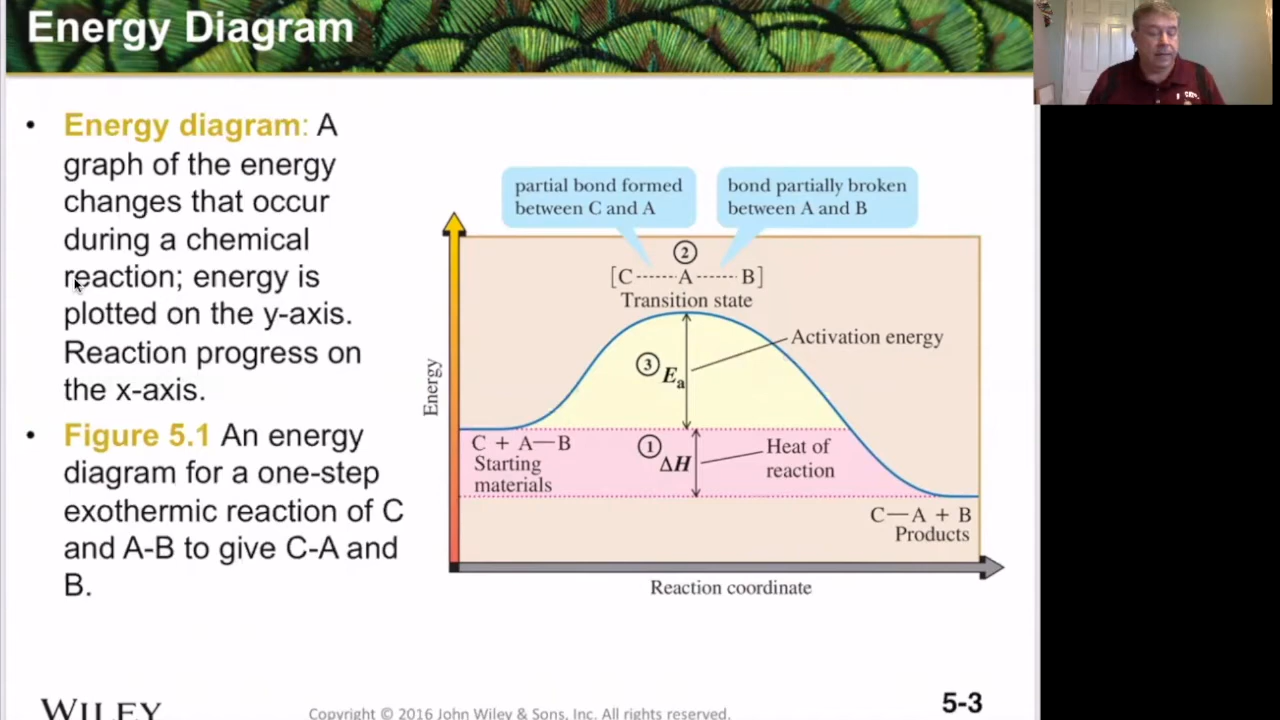 Energy Diagram
• Energy diagram: A
graph of the energy
changes that occur
during a chemical
reaction; energy is
plotted on the y-axis.
Reaction progress on
the x-axis.
• Figure 5.1 An energy
diagram for a one-step
exothermic reaction of C
and A-B to give C-A and
B.
partial bond formed
between C and A
bond partially broken
between A and B
②
[C------A------B]
Transition state
Activation energy
③ Eₐ
Energy
C + A—B
Starting
materials
① ΔH
Heat of
reaction
C—A + B
Products
Reaction coordinate
WILEY
Copyright © 2016 John Wiley & Sons, Inc. All rights reserved.
5-3